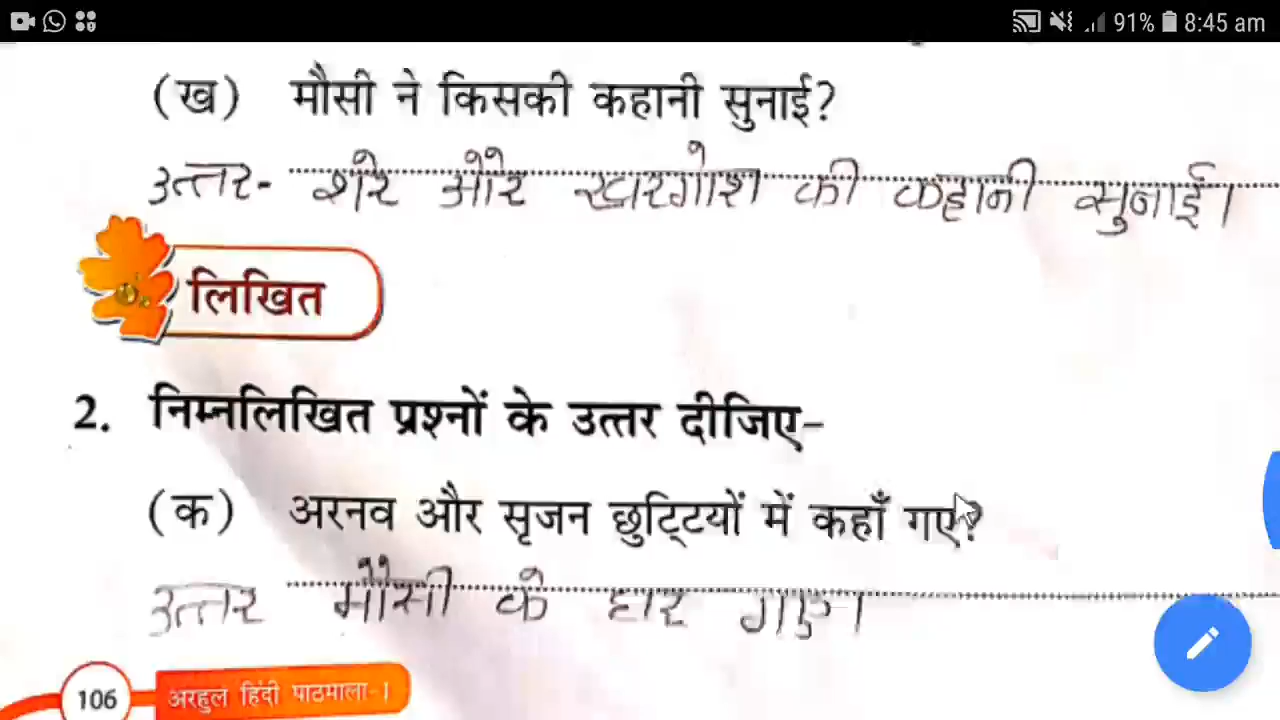 91% 8:45 am
(ख) मौसी ने किसकी कहानी सुनाई?
उत्तर- शेर और खरगोश की कहानी सुनाई।
लिखित
2. निम्नलिखित प्रश्नों के उत्तर दीजिए-
(क) अरनव और सृजन छुट्टियों में कहाँ गए?
उत्तर मौसी के घर गए।
106 अरहुल हिंदी पाठमाला-1